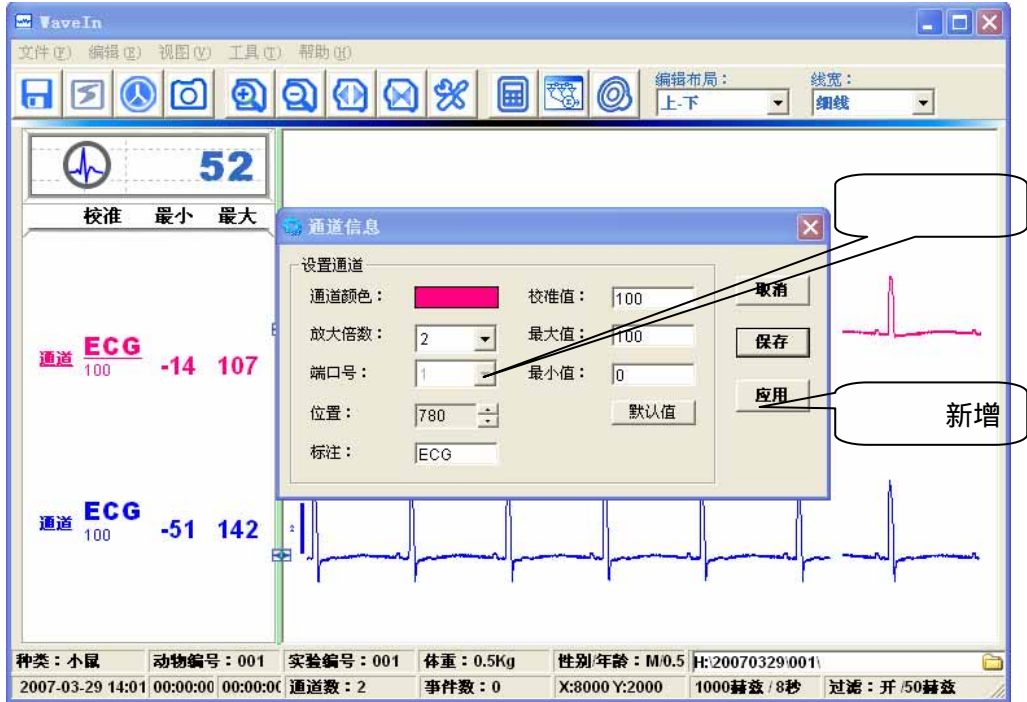 WaveIn
文件(F) 编辑(E) 视图(V) 工具(T) 帮助(H)
编辑布局： 线宽：
上-下 细线
52
校准 最小 最大
通道信息
设置通道
通道颜色： 校准值： 100 取消
放大倍数： 2 最大值： 100 保存
端口号： 1 最小值： 0
位置： 780 默认值 应用
标注： ECG
新增
通道 ECG 100 -14 107
通道 ECG 100 -51 142
2
种类：小鼠 动物编号：001 实验编号：001 体重：0.5Kg 性别/年龄：M/0.5 H:\20070329\001\
2007-03-29 14:01 00:00:00 00:00:0 通道数：2 事件数：0 X:8000 Y:2000 1000赫兹 / 8秒 过滤：开 /50赫兹